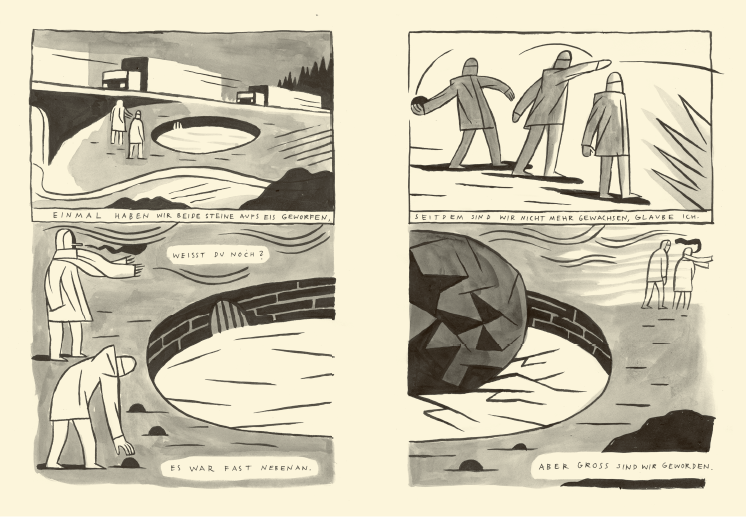 EINMAL HABEN WIR BEIDE STEINE AUFS EIS GEWORFEN,
WEISST DU NOCH?
ES WAR FAST NEBENAN.
SEITDEM SIND WIR NICHT MEHR GEWACHSEN, GLAUBE ICH.
ABER GROSS SIND WIR GEWORDEN.